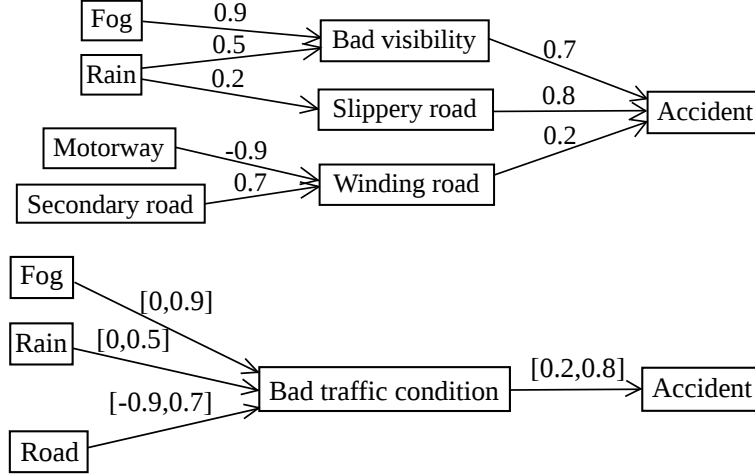 Fog
0.9
Bad visibility
0.5
0.7
Rain
0.2
Slippery road
0.8
Accident
Motorway
-0.9
0.2
Secondary road
0.7
Winding road
Fog
[0,0.9]
Rain
[0,0.5]
Bad traffic condition
[0.2,0.8]
Accident
[-0.9,0.7]
Road